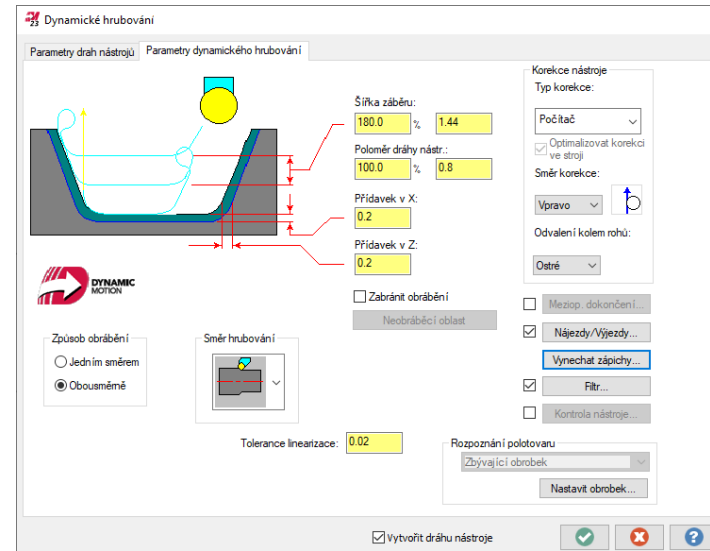 23
Dynamické hrubování
Parametry drah nástrojů
Parametry dynamického hrubování
Šířka záběru:
180.0 % 1.44
Poloměr dráhy nástr.:
100.0 % 0.8
Přídavek v X:
0.2
Přídavek v Z:
0.2
Zabránit obrábění
Neobráběcí oblast
DYNAMIC
MOTION
Způsob obrábění
Jedním směrem
Obousměrně
Směr hrubování
Tolerance linearizace: 0.02
Korekce nástroje
Typ korekce:
Počítač
Optimalizovat korekci
ve stroji
Směr korekce:
Vpravo
Odvalení kolem rohů:
Ostré
Meziop. dokončení...
Nájezdy/Výjezdy...
Vynechat zápichy...
Filtr...
Kontrola nástroje...
Rozpoznání polotovaru
Zbývající obrobek
Nastavit obrobek...
Vytvořit dráhu nástroje
?